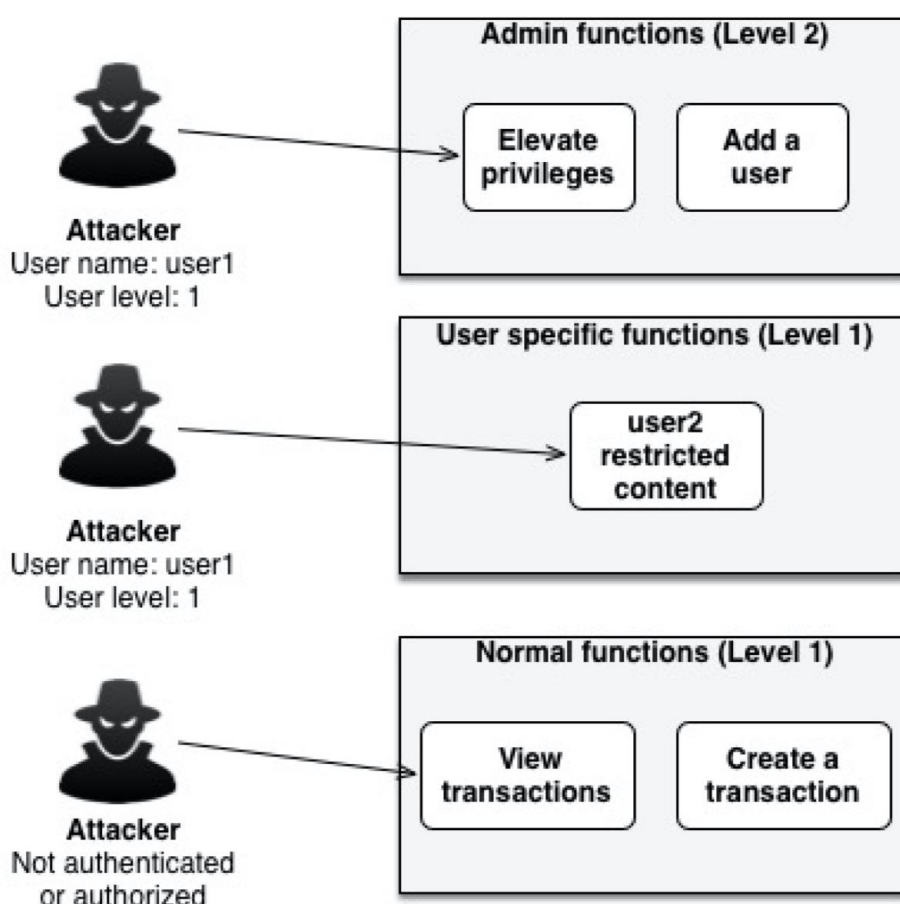 Admin functions (Level 2)
Elevate
privileges
Add a
user
Attacker
User name: user1
User level: 1
User specific functions (Level 1)
user2
restricted
content
Attacker
User name: user1
User level: 1
Normal functions (Level 1)
View
transactions
Create a
transaction
Attacker
Not authenticated
or authorized